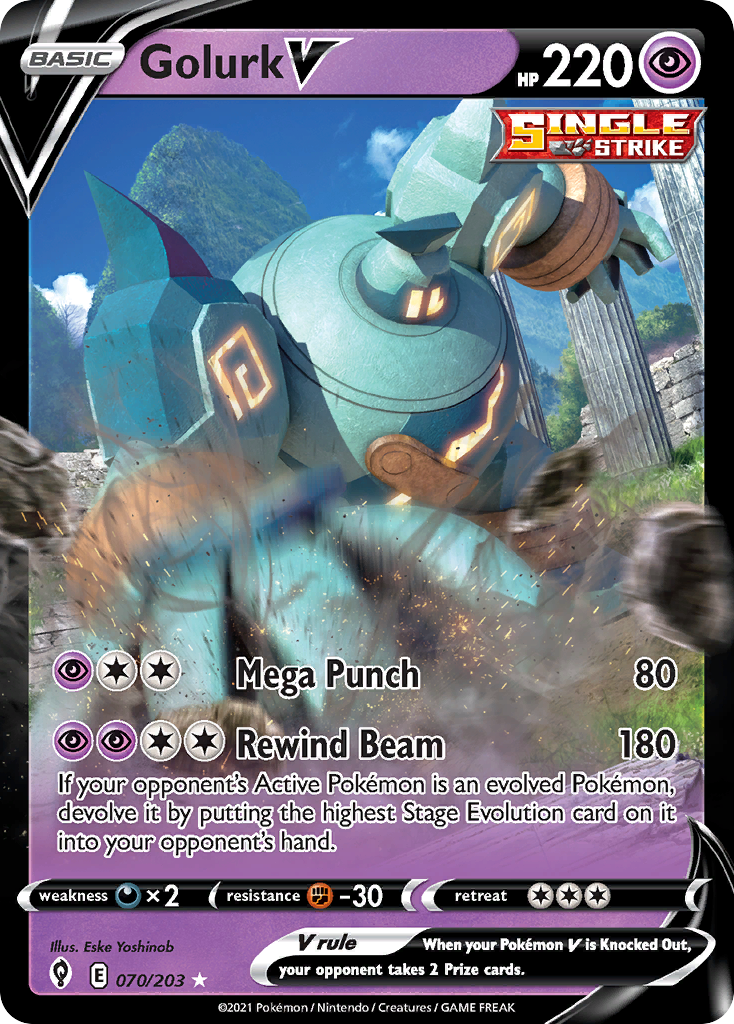 BASIC Golurk V HP 220
SINGLE
STRIKE
Mega Punch 80
Rewind Beam 180
If your opponent's Active Pokémon is an evolved Pokémon,
devolve it by putting the highest Stage Evolution card on it
into your opponent's hand.
weakness ×2 resistance -30 retreat
Illus. Eske Yoshinob
V rule When your Pokémon V is Knocked Out,
your opponent takes 2 Prize cards.
E 070/203
©2021 Pokémon / Nintendo / Creatures / GAME FREAK